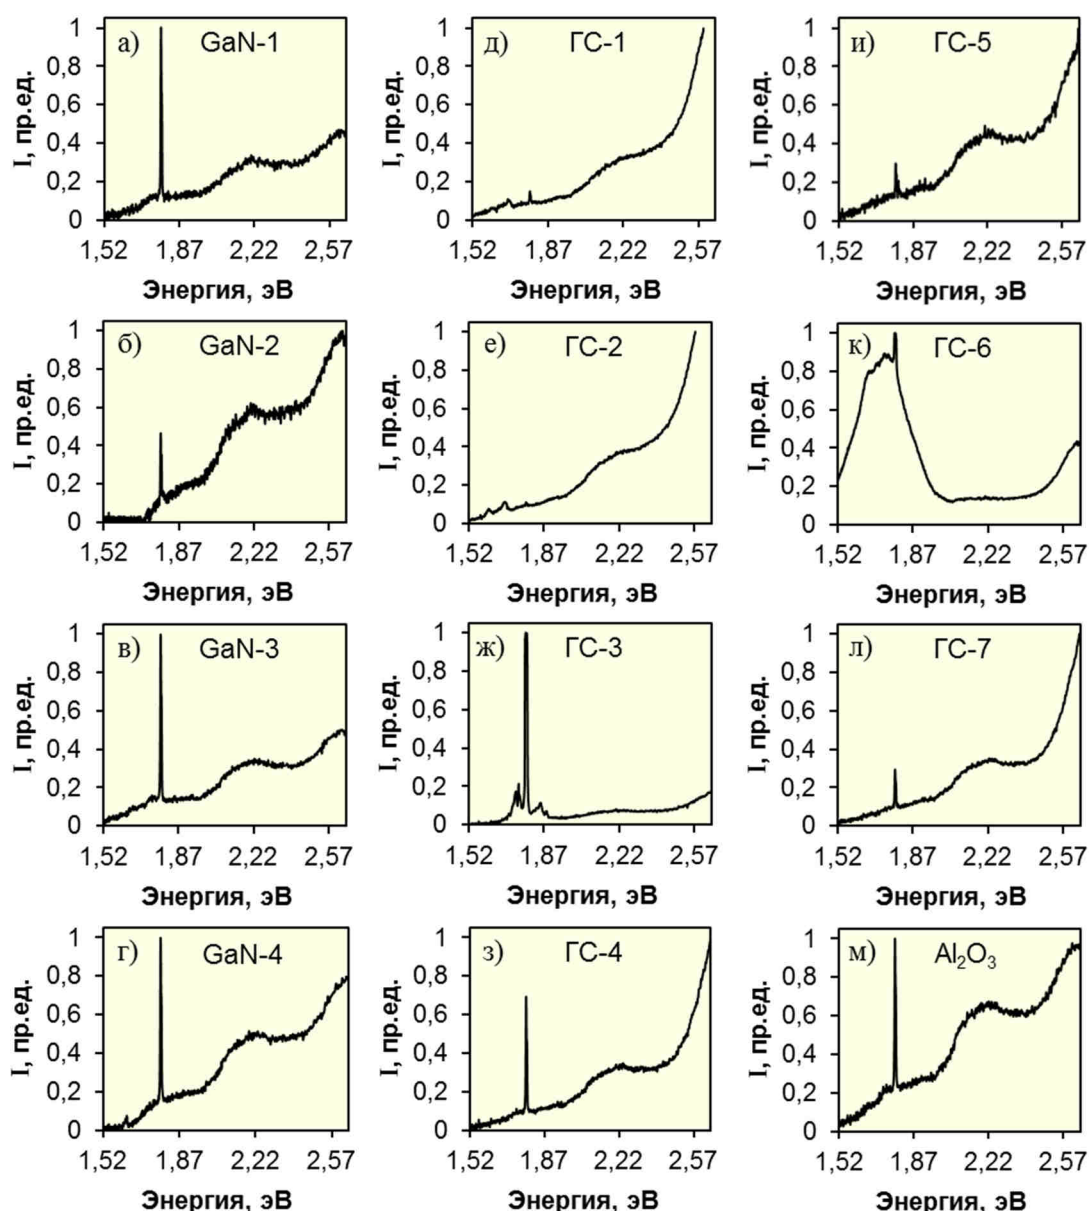 а) GaN-1
I, пр.ед.
1
0,8
0,6
0,4
0,2
0
1,52 1,87 2,22 2,57
Энергия, эВ
д) ГС-1
I, пр.ед.
1
0,8
0,6
0,4
0,2
0
1,52 1,87 2,22 2,57
Энергия, эВ
и) ГС-5
I, пр.ед.
1
0,8
0,6
0,4
0,2
0
1,52 1,87 2,22 2,57
Энергия, эВ
б) GaN-2
I, пр.ед.
1
0,8
0,6
0,4
0,2
0
1,52 1,87 2,22 2,57
Энергия, эВ
е) ГС-2
I, пр.ед.
1
0,8
0,6
0,4
0,2
0
1,52 1,87 2,22 2,57
Энергия, эВ
к) ГС-6
I, пр.ед.
1
0,8
0,6
0,4
0,2
0
1,52 1,87 2,22 2,57
Энергия, эВ
в) GaN-3
I, пр.ед.
1
0,8
0,6
0,4
0,2
0
1,52 1,87 2,22 2,57
Энергия, эВ
ж) ГС-3
I, пр.ед.
1
0,8
0,6
0,4
0,2
0
1,52 1,87 2,22 2,57
Энергия, эВ
л) ГС-7
I, пр.ед.
1
0,8
0,6
0,4
0,2
0
1,52 1,87 2,22 2,57
Энергия, эВ
г) GaN-4
I, пр.ед.
1
0,8
0,6
0,4
0,2
0
1,52 1,87 2,22 2,57
Энергия, эВ
з) ГС-4
I, пр.ед.
1
0,8
0,6
0,4
0,2
0
1,52 1,87 2,22 2,57
Энергия, эВ
м) Al₂O₃
I, пр.ед.
1
0,8
0,6
0,4
0,2
0
1,52 1,87 2,22 2,57
Энергия, эВ